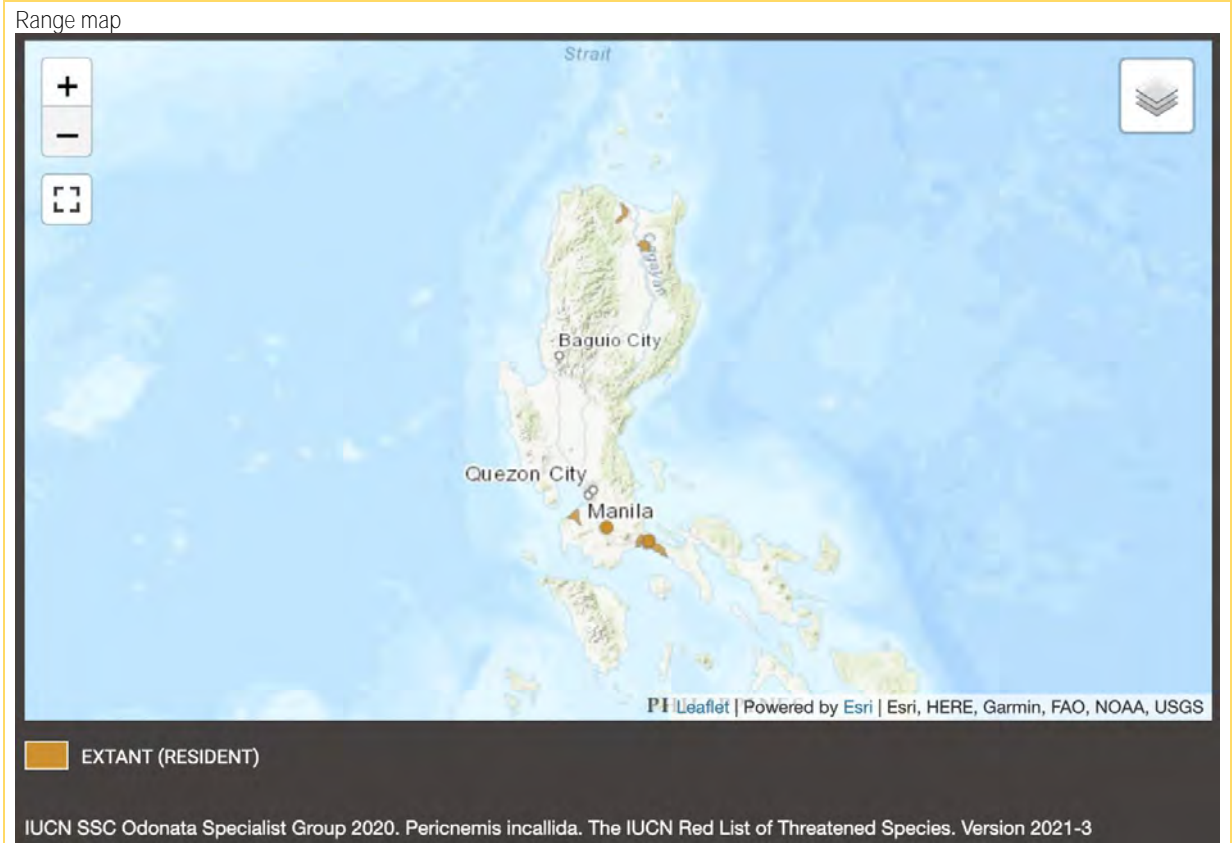 Range map
Strait
+
−
Cagayan
Baguio City
Quezon City
Manila
Leaflet | Powered by Esri | Esri, HERE, Garmin, FAO, NOAA, USGS
EXTANT (RESIDENT)
IUCN SSC Odonata Specialist Group 2020. Pericnemis incallida. The IUCN Red List of Threatened Species. Version 2021-3